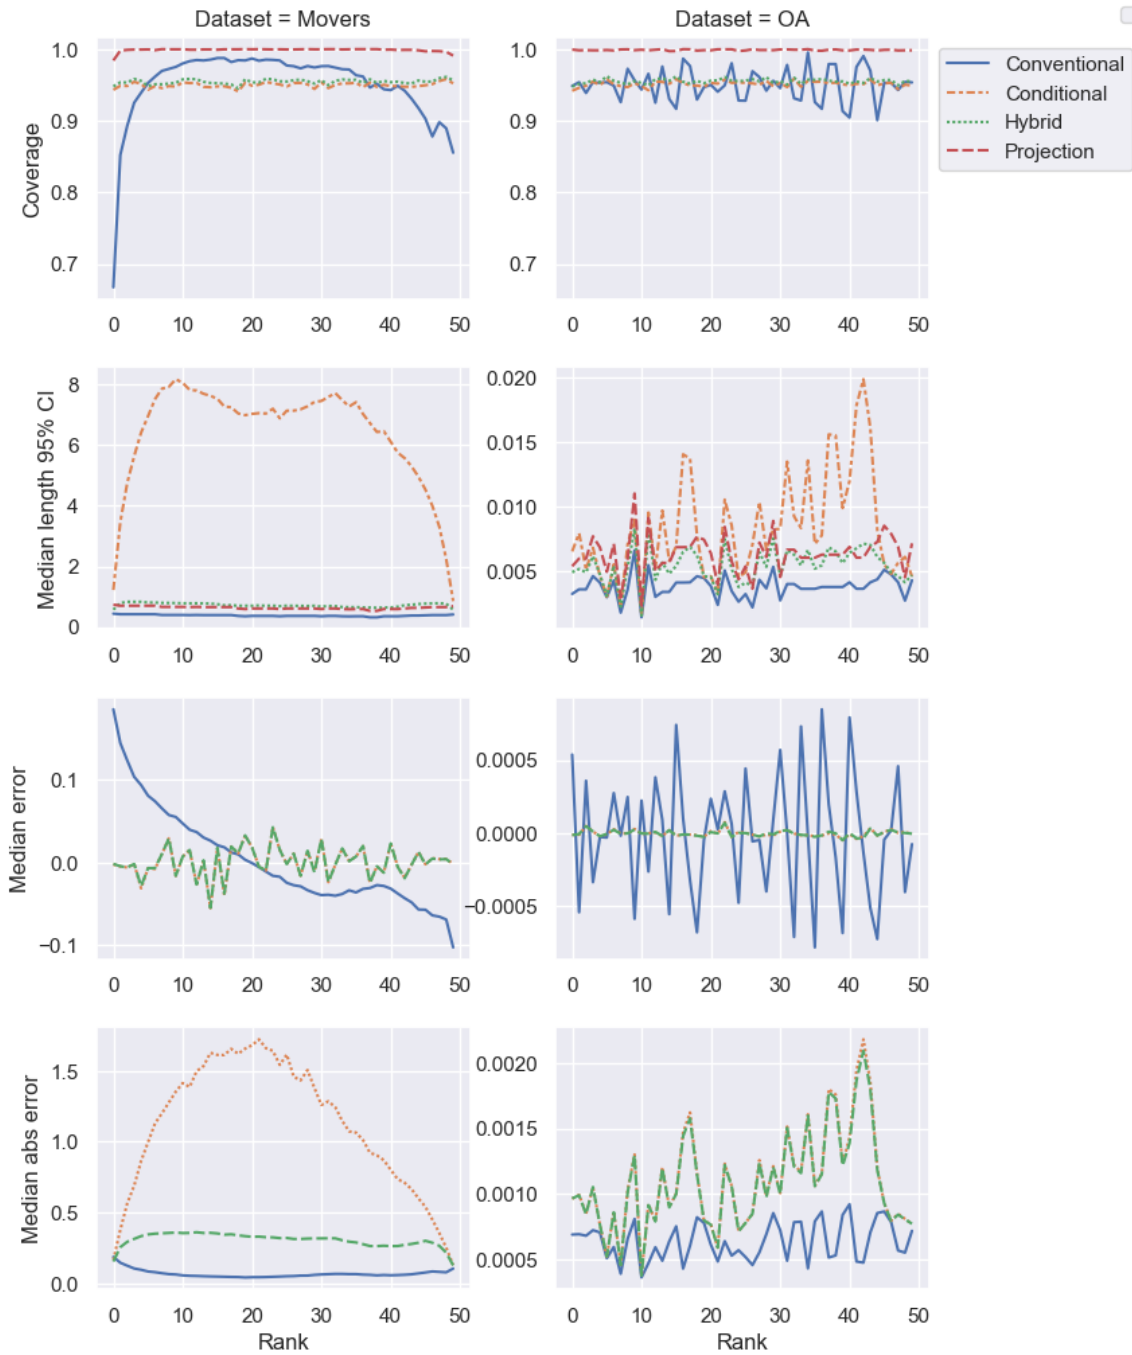 Dataset = Movers
Dataset = OA
Conventional
Conditional
Hybrid
Projection
Coverage
1.0
0.9
0.8
0.7
0 10 20 30 40 50
1.0
0.9
0.8
0.7
0 10 20 30 40 50
Median length 95% CI
8
6
4
2
0
0 10 20 30 40 50
0.020
0.015
0.010
0.005
0 10 20 30 40 50
Median error
0.1
0.0
−0.1
0 10 20 30 40 50
0.0005
0.0000
−0.0005
0 10 20 30 40 50
Median abs error
1.5
1.0
0.5
0.0
0 10 20 30 40 50
Rank
0.0020
0.0015
0.0010
0.0005
0 10 20 30 40 50
Rank